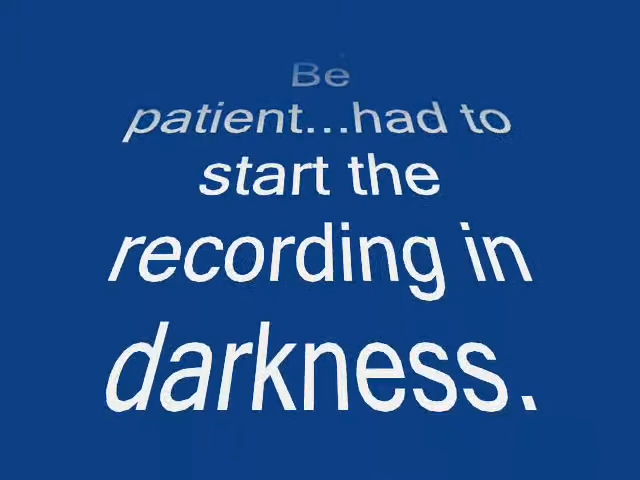 Be
patient...had to
start the
recording in
darkness.